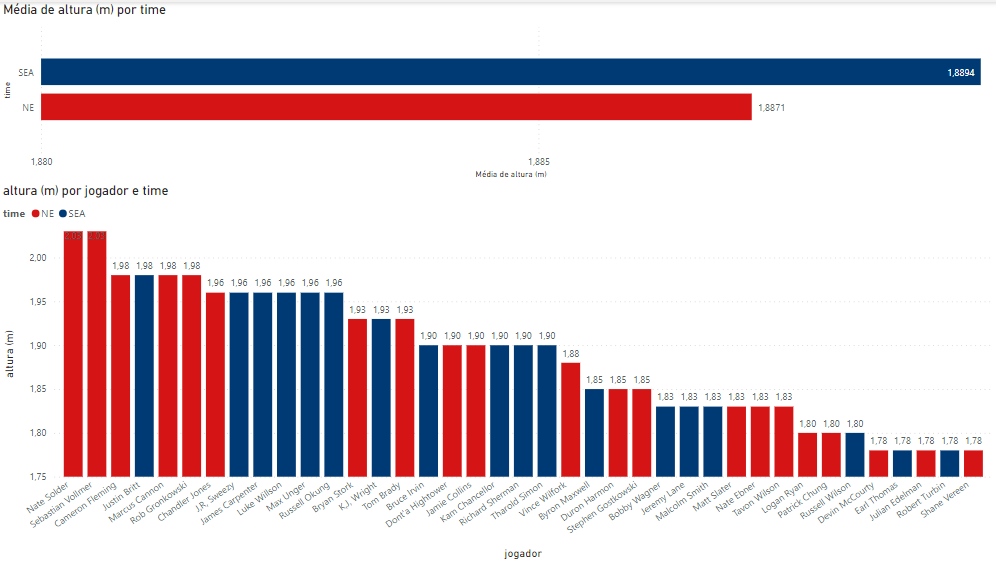 Média de altura (m) por time
time
SEA
1,8894
NE
1,8871
1,880
1,885
Média de altura (m)
altura (m) por jogador e time
time NE SEA
altura (m)
2,00
1,95
1,90
1,85
1,80
1,75
2,03 2,03 1,98 1,98 1,98 1,98 1,96 1,96 1,96 1,96 1,96 1,96 1,93 1,93 1,93 1,90 1,90 1,90 1,90 1,90 1,90 1,88 1,85 1,85 1,85 1,83 1,83 1,83 1,83 1,83 1,83 1,80 1,80 1,80 1,78 1,78 1,78 1,78 1,78
Nate Solder
Sebastian Vollmer
Cameron Fleming
Justin Britt
Marcus Cannon
Rob Gronkowski
Chandler Jones
J.R. Sweezy
James Carpenter
Luke Wilson
Max Unger
Russell Okung
Bryan Stork
K.J. Wright
Tom Brady
Bruce Irvin
Dont'a Hightower
Jamie Collins
Kam Chancellor
Richard Sherman
Tharold Simon
Vince Wilfork
Byron Maxwell
Duron Harmon
Stephen Gostkowski
Bobby Wagner
Jeremy Lane
Malcolm Smith
Matt Slater
Nate Ebner
Tavon Wilson
Logan Ryan
Patrick Chung
Russell Wilson
Devin McCourty
Earl Thomas
Julian Edelman
Robert Turbin
Shane Vereen
jogador